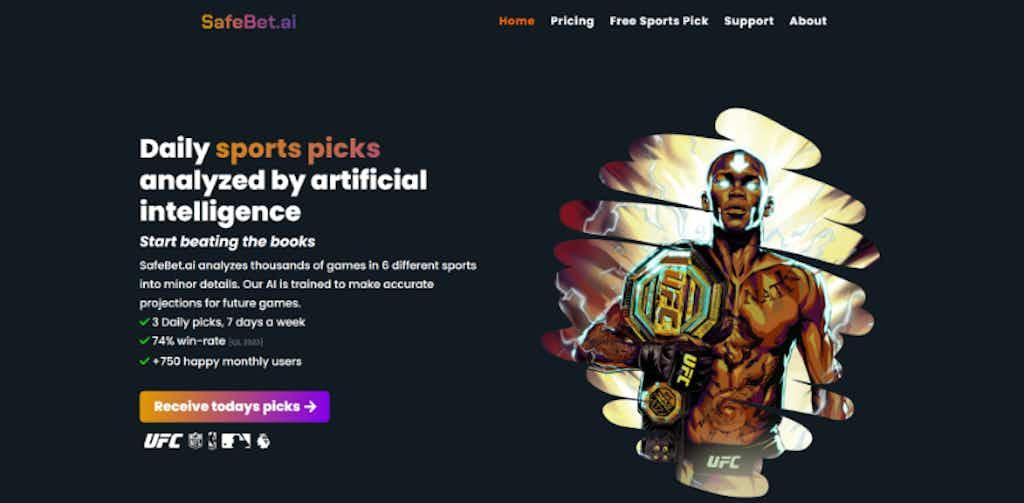 SafeBet.ai
Home Pricing Free Sports Pick Support About
Daily sports picks
analyzed by artificial
intelligence
Start beating the books
SafeBet.ai analyzes thousands of games in 6 different sports
into minor details. Our AI is trained to make accurate
projections for future games.
3 Daily picks, 7 days a week
74% win-rate
+750 happy monthly users
Receive todays picks
UFC
UFC
UFC
UFC